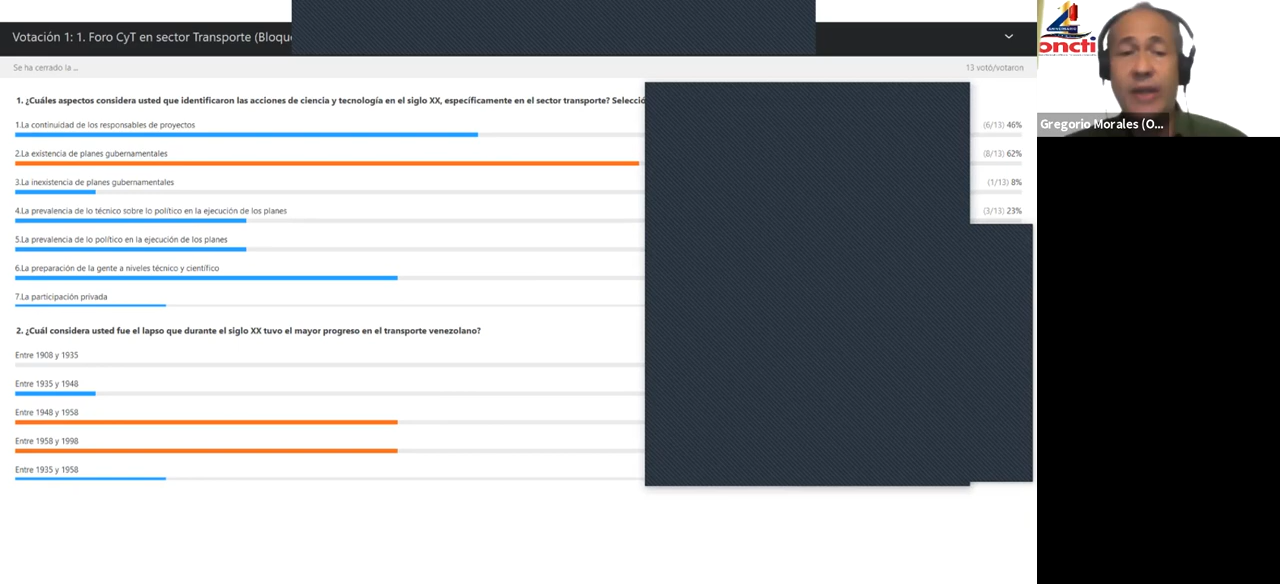 Votación 1: 1. Foro CyT en sector Transporte (Bloque
Se ha cerrado la ...
13 votó/votaron
1. ¿Cuáles aspectos considera usted que identificaron las acciones de ciencia y tecnología en el siglo XX, específicamente en el sector transporte? Selecció
1.La continuidad de los responsables de proyectos
(6/13) 46%
2.La existencia de planes gubernamentales
(8/13) 62%
3.La inexistencia de planes gubernamentales
(1/13) 8%
4.La prevalencia de lo técnico sobre lo político en la ejecución de los planes
(3/13) 23%
5.La prevalencia de lo político en la ejecución de los planes
6.La preparación de la gente a niveles técnico y científico
7.La participación privada
2. ¿Cuál considera usted fue el lapso que durante el siglo XX tuvo el mayor progreso en el transporte venezolano?
Entre 1908 y 1935
Entre 1935 y 1948
Entre 1948 y 1958
Entre 1958 y 1998
Entre 1935 y 1958
oncti
Gregorio Morales (O...